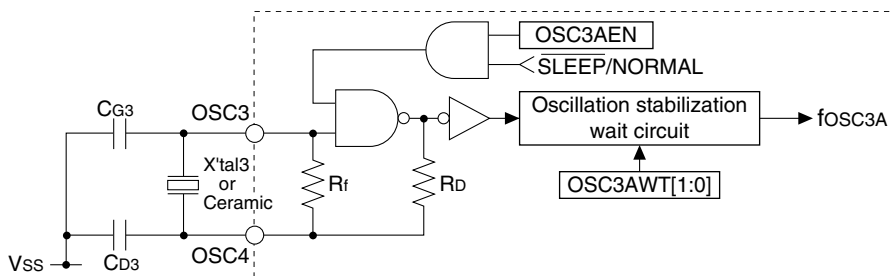 OSC3AEN
SLEEP/NORMAL
CG3
OSC3
Oscillation stabilization
wait circuit
fOSC3A
X'tal3
or
Ceramic
Rf
RD
OSC3AWT[1:0]
OSC4
VSS
CD3